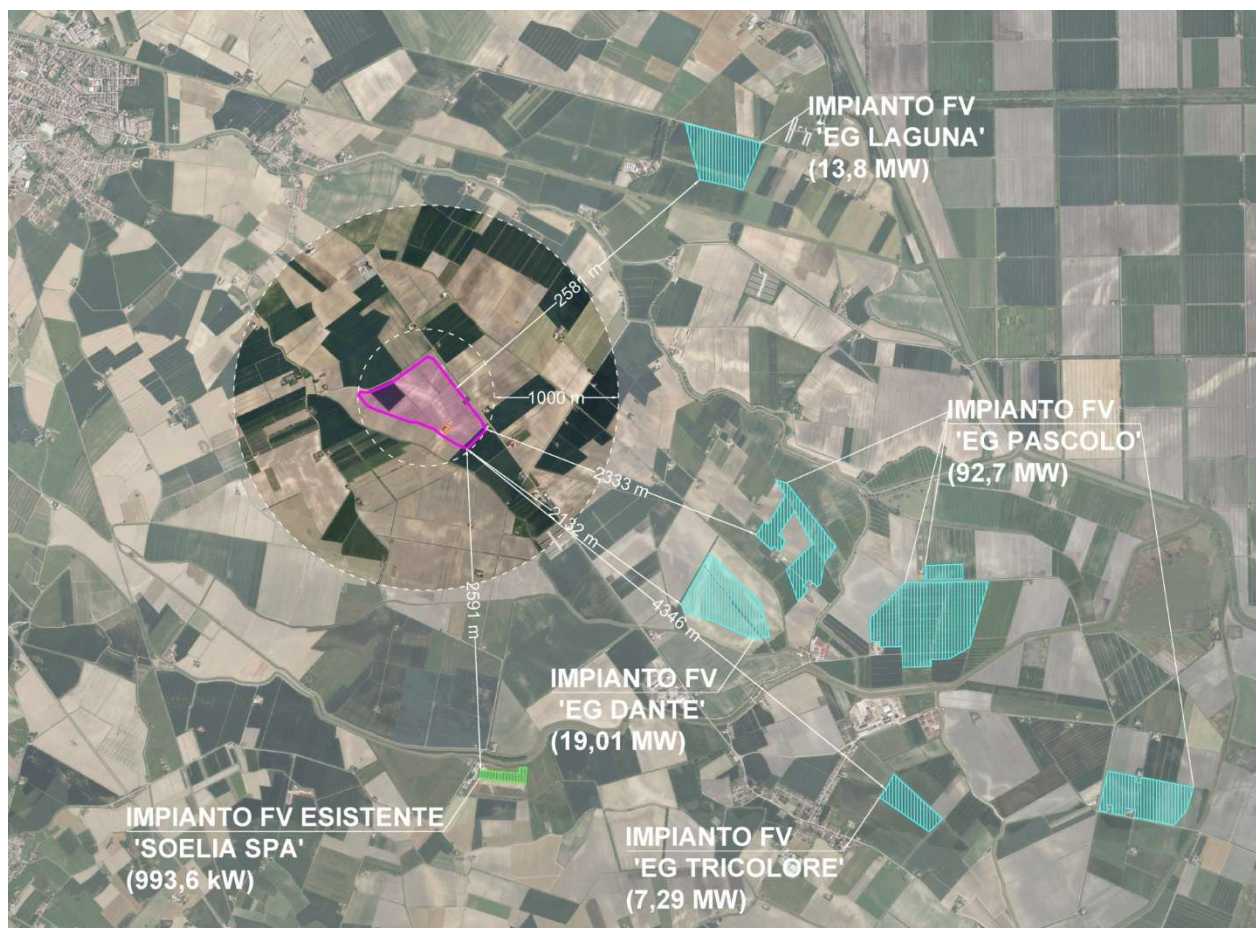 IMPIANTO FV
'EG LAGUNA'
(13,8 MW)
2581 m
1000 m
IMPIANTO FV
'EG PASCOLO'
(92,7 MW)
2333 m
2132 m
4346 m
2591 m
IMPIANTO FV
'EG DANTE'
(19,01 MW)
IMPIANTO FV ESISTENTE
'SOELIA SPA'
(993,6 kW)
IMPIANTO FV
'EG TRICOLORE'
(7,29 MW)